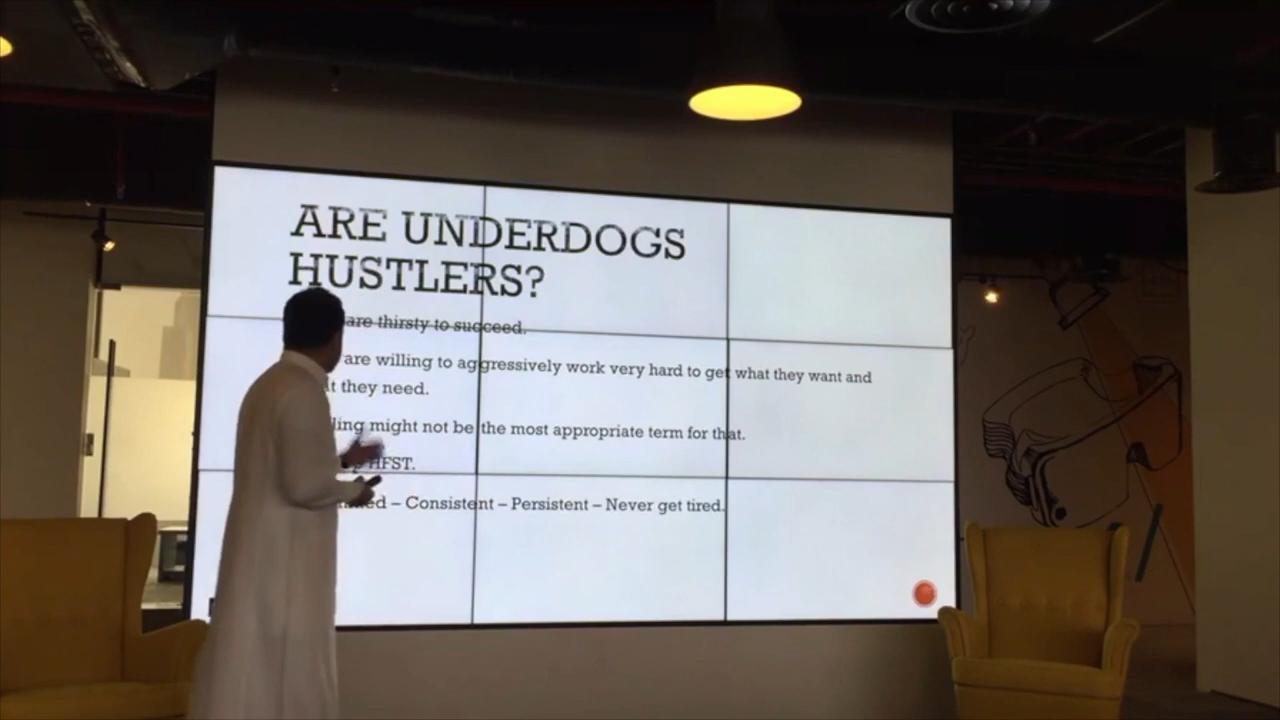 ARE UNDERDOGS
HUSTLERS?
are thirsty to succeed.
are willing to aggressively work very hard to get what they want and
they need.
might not be the most appropriate term for that.
HFST.
– Consistent – Persistent – Never get tired.